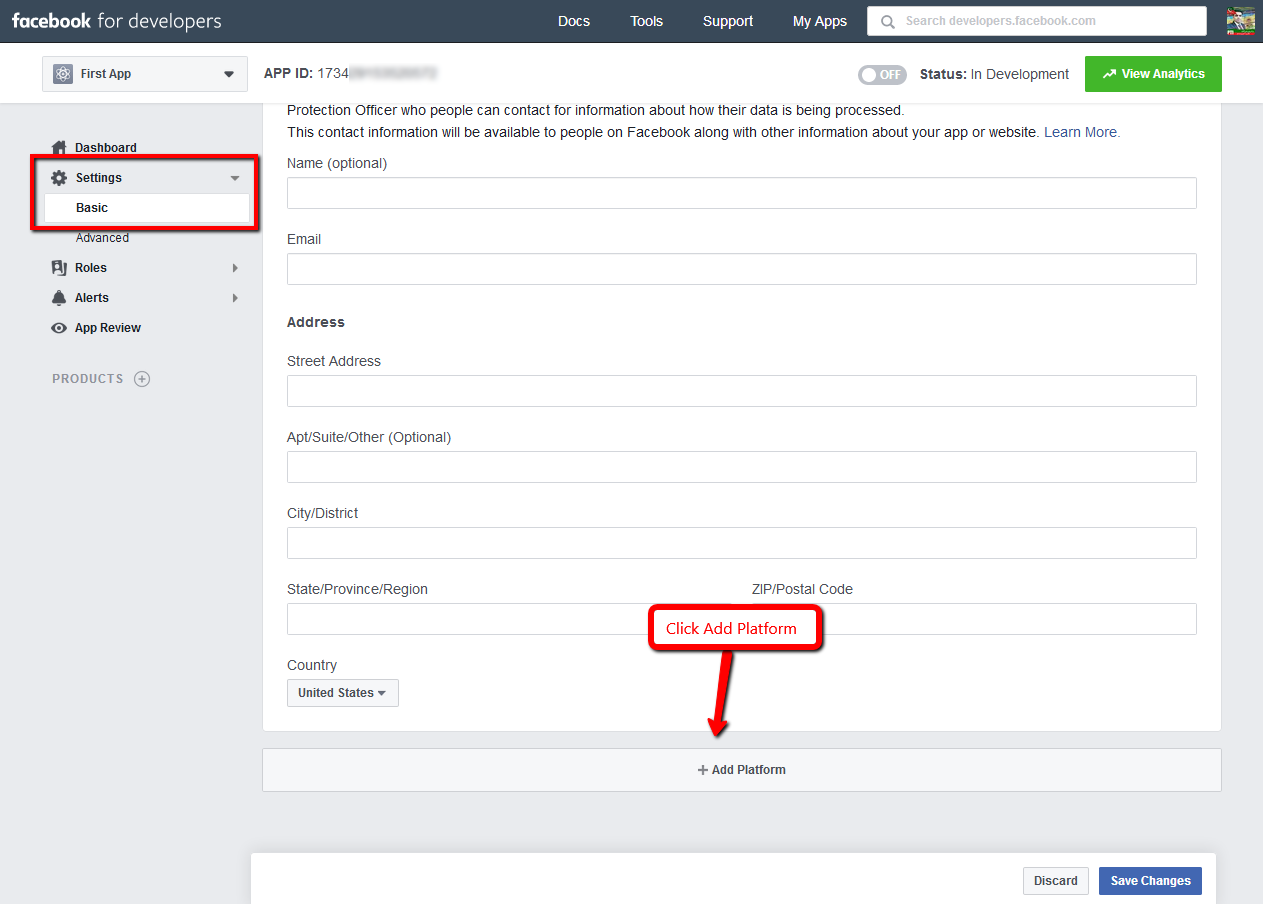 facebook for developers
Docs
Tools
Support
My Apps
Search developers.facebook.com
First App
APP ID: 1734
OFF
Status: In Development
View Analytics
Protection Officer who people can contact for information about how their data is being processed.
This contact information will be available to people on Facebook along with other information about your app or website. Learn More.
Dashboard
Settings
Basic
Advanced
Roles
Alerts
App Review
PRODUCTS
Name (optional)
Email
Address
Street Address
Apt/Suite/Other (Optional)
City/District
State/Province/Region
ZIP/Postal Code
Click Add Platform
Country
United States
Add Platform
Discard
Save Changes